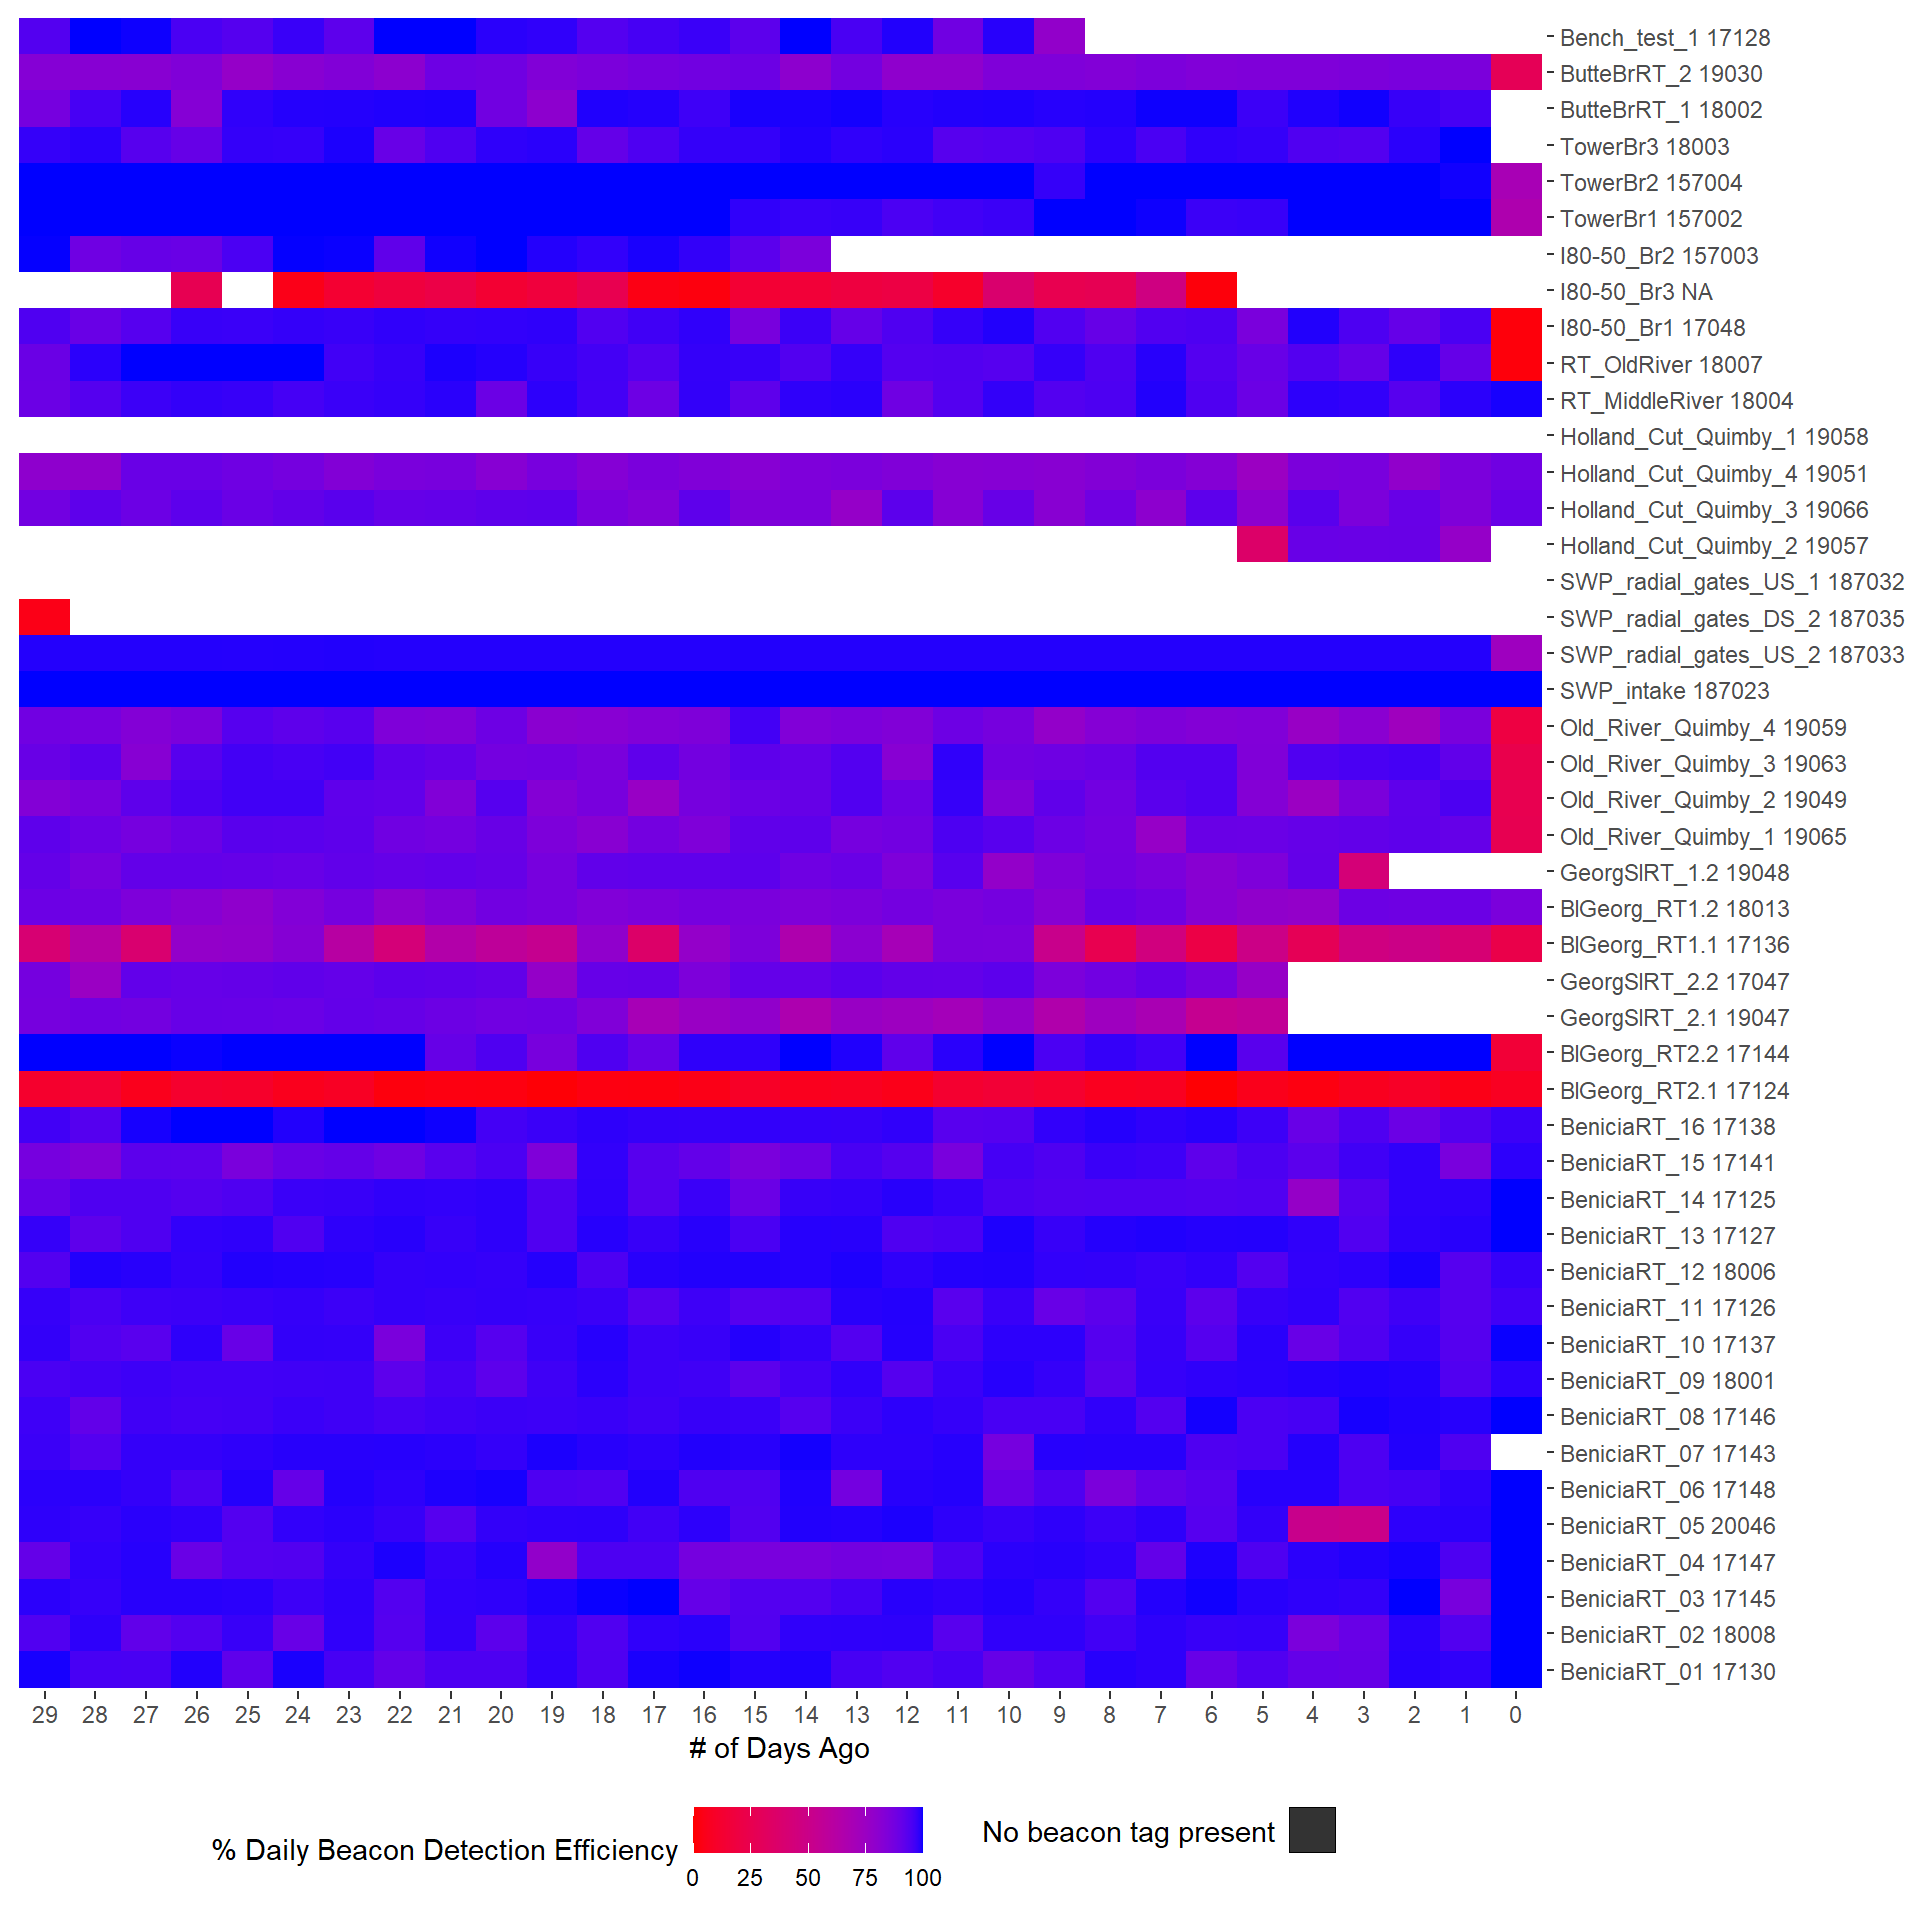 Bench_test_1 17128
ButteBrRT_2 19030
ButteBrRT_1 18002
TowerBr3 18003
TowerBr2 157004
TowerBr1 157002
I80-50_Br2 157003
I80-50_Br3 NA
I80-50_Br1 17048
RT_OldRiver 18007
RT_MiddleRiver 18004
Holland_Cut_Quimby_1 19058
Holland_Cut_Quimby_4 19051
Holland_Cut_Quimby_3 19066
Holland_Cut_Quimby_2 19057
SWP_radial_gates_US_1 187032
SWP_radial_gates_DS_2 187035
SWP_radial_gates_US_2 187033
SWP_intake 187023
Old_River_Quimby_4 19059
Old_River_Quimby_3 19063
Old_River_Quimby_2 19049
Old_River_Quimby_1 19065
GeorgSlRT_1.2 19048
BlGeorg_RT1.2 18013
BlGeorg_RT1.1 17136
GeorgSlRT_2.2 17047
GeorgSlRT_2.1 19047
BlGeorg_RT2.2 17144
BlGeorg_RT2.1 17124
BeniciaRT_16 17138
BeniciaRT_15 17141
BeniciaRT_14 17125
BeniciaRT_13 17127
BeniciaRT_12 18006
BeniciaRT_11 17126
BeniciaRT_10 17137
BeniciaRT_09 18001
BeniciaRT_08 17146
BeniciaRT_07 17143
BeniciaRT_06 17148
BeniciaRT_05 20046
BeniciaRT_04 17147
BeniciaRT_03 17145
BeniciaRT_02 18008
BeniciaRT_01 17130
29 28 27 26 25 24 23 22 21 20 19 18 17 16 15 14 13 12 11 10 9 8 7 6 5 4 3 2 1 0
# of Days Ago
% Daily Beacon Detection Efficiency
0 25 50 75 100
No beacon tag present